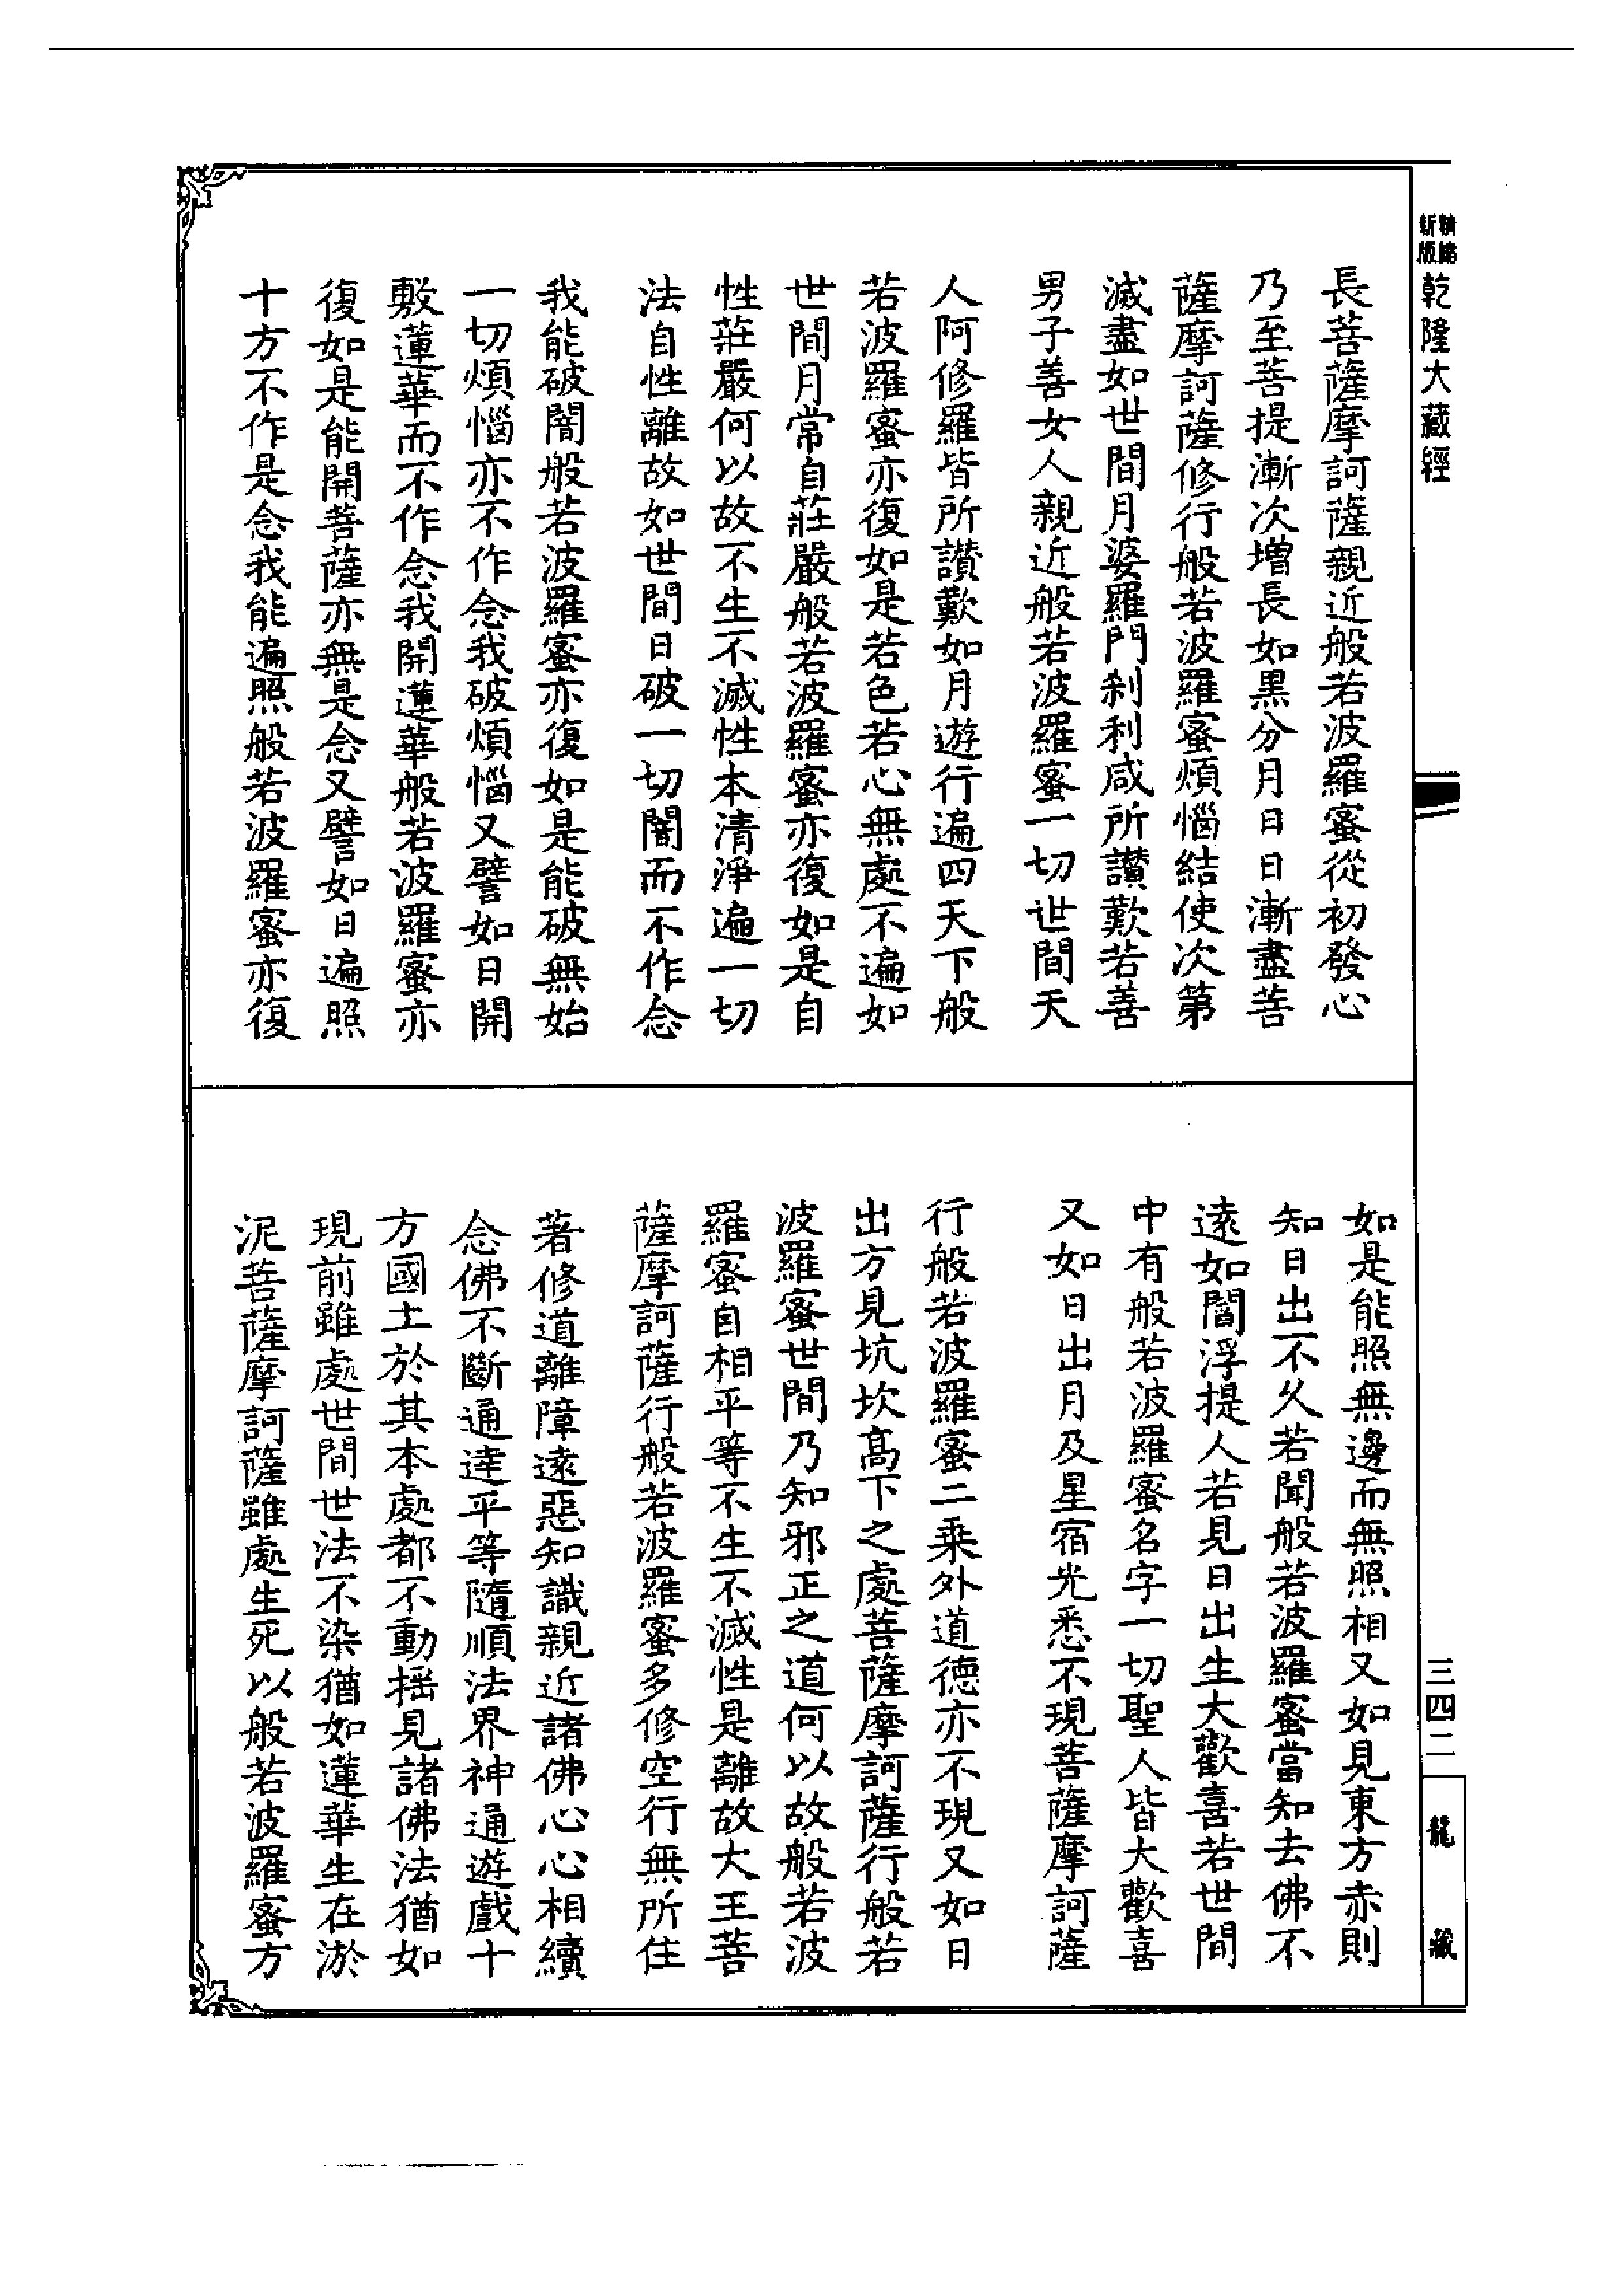 新版精縮
乾隆大藏經
長菩薩摩訶薩親近般若波羅蜜從初發心
乃至菩提漸次增長如黑分月日日漸盡菩
薩摩訶薩修行般若波羅蜜煩惱結使次第
滅盡如世間月婆羅門刹利咸所讚歎若善
男子善女人親近般若波羅蜜一切世間天
人阿修羅皆所讚歎如月遊行遍四天下般
若波羅蜜亦復如是若色若心無處不遍如
世間月常自莊嚴般若波羅蜜亦復如是自
性莊嚴何以故不生不滅性本清淨遍一切
法自性離故如世間日破一切闇而不作念
我能破闇般若波羅蜜亦復如是能破無始
一切煩惱亦不作念我破煩惱又譬如日開
敷蓮華而不作念我開蓮華般若波羅蜜亦
復如是能開菩薩亦無是念又譬如日遍照
十方不作是念我能遍照般若波羅蜜亦復
如是能照無邊而無照相又如見東方赤則
知日出不久若聞般若波羅蜜當知去佛不
遠如閻浮提人若見日出生大歡喜若世間
中有般若波羅蜜名字一切聖人皆大歡喜
又如日出月及星宿光悉不現菩薩摩訶薩
行般若波羅蜜二乘外道德亦不現又如日
出方見坑坎高下之處菩薩摩訶薩行般若
波羅蜜世間乃知邪正之道何以故般若波
羅蜜自相平等不生不滅性是離故大王菩
薩摩訶薩行般若波羅蜜多修空行無所住
著修道離障遠惡知識親近諸佛心心相續
念佛不斷通達平等隨順法界神通遊戲十
方國土於其本處都不動搖見諸佛法猶如
現前雖處世間世法不染猶如蓮華生在淤
泥菩薩摩訶薩雖處生死以般若波羅蜜方
三四二
龍藏